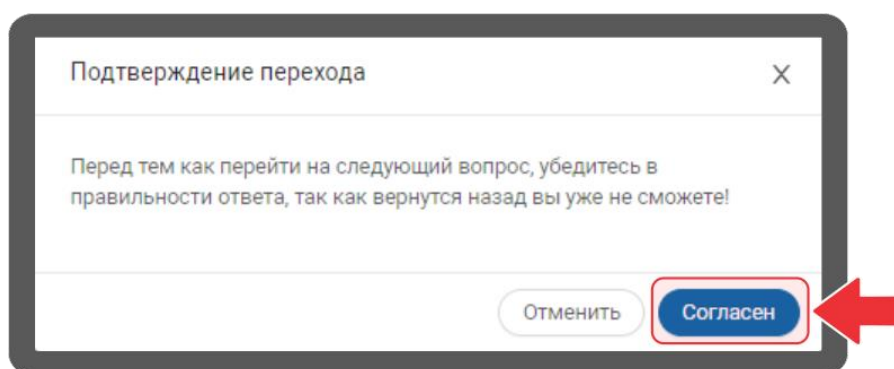 Подтверждение перехода
Перед тем как перейти на следующий вопрос, убедитесь в
правильности ответа, так как вернутся назад вы уже не сможете!
Отменить Согласен